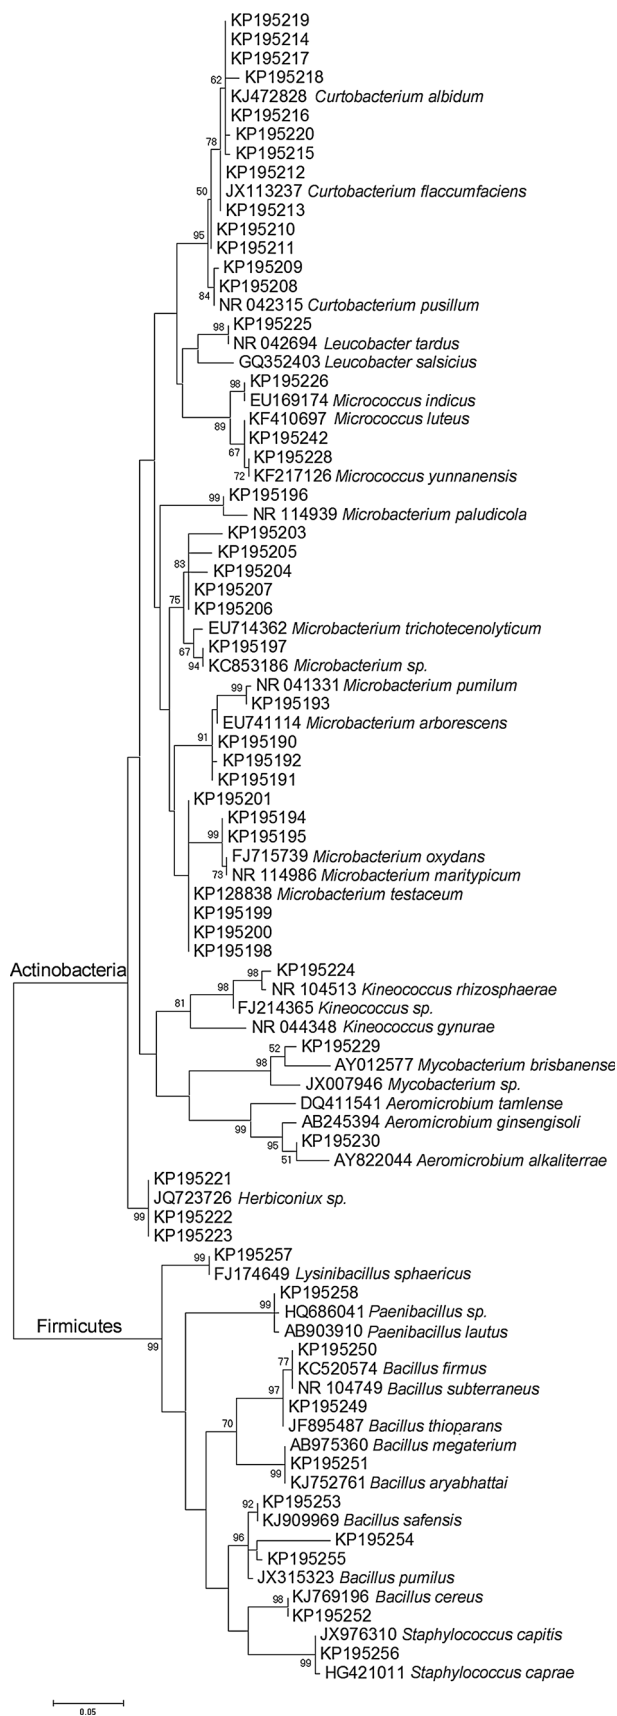 KP195219
KP195214
KP195217
62 KP195218
KJ472828 Curtobacterium albidum
KP195216
KP195220
78 KP195215
KP195212
50 JX113237 Curtobacterium flaccumfaciens
KP195213
KP195210
95 KP195211
KP195209
KP195208
84 NR 042315 Curtobacterium pusillum
98 KP195225
NR 042694 Leucobacter tardus
GQ352403 Leucobacter salsicius
98 KP195226
EU169174 Micrococcus indicus
89 KF410697 Micrococcus luteus
KP195242
67 KP195228
72 KF217126 Micrococcus yunnanensis
99 KP195196
NR 114939 Microbacterium paludicola
KP195203
KP195205
83 KP195204
KP195207
75 KP195206
EU714362 Microbacterium trichotecenolyticum
67 KP195197
94 KC853186 Microbacterium sp.
99 NR 041331 Microbacterium pumilum
KP195193
EU741114 Microbacterium arborescens
91 KP195190
KP195192
KP195191
KP195201
KP195194
99 KP195195
FJ715739 Microbacterium oxydans
73 NR 114986 Microbacterium maritypicum
KP128838 Microbacterium testaceum
KP195199
KP195200
KP195198
Actinobacteria
98 KP195224
98 NR 104513 Kineococcus rhizosphaerae
81 FJ214365 Kineococcus sp.
NR 044348 Kineococcus gynurae
52 KP195229
98 AY012577 Mycobacterium brisbanense
JX007946 Mycobacterium sp.
DQ411541 Aeromicrobium tamlense
99 AB245394 Aeromicrobium ginsengisoli
95 KP195230
51 AY822044 Aeromicrobium alkaliterrae
KP195221
JQ723726 Herbiconiux sp.
99 KP195222
KP195223
99 KP195257
FJ174649 Lysinibacillus sphaericus
KP195258
99 HQ686041 Paenibacillus sp.
Firmicutes
AB903910 Paenibacillus lautus
99
KP195250
77 KC520574 Bacillus firmus
97 NR 104749 Bacillus subterraneus
KP195249
70 JF895487 Bacillus thioparans
AB975360 Bacillus megaterium
KP195251
99 KJ752761 Bacillus aryabhattai
92 KP195253
KJ909969 Bacillus safensis
96 KP195254
KP195255
JX315323 Bacillus pumilus
98 KJ769196 Bacillus cereus
KP195252
JX976310 Staphylococcus capitis
KP195256
99 HG421011 Staphylococcus caprae
0.05